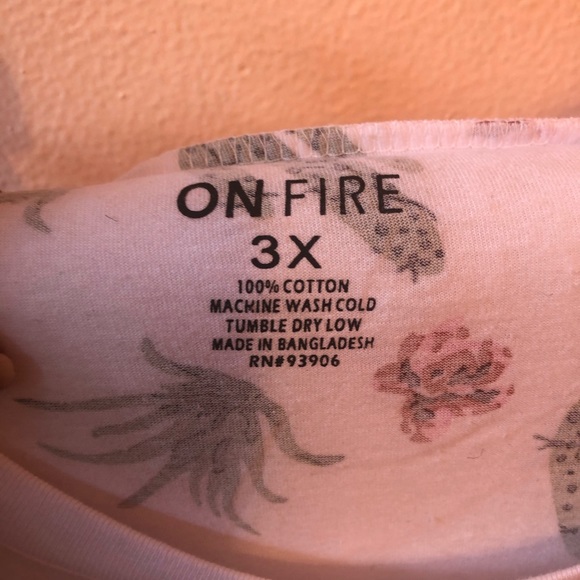 ON FIRE
3X
100% COTTON
MACHINE WASH COLD
TUMBLE DRY LOW
MADE IN BANGLADESH
RN#93906